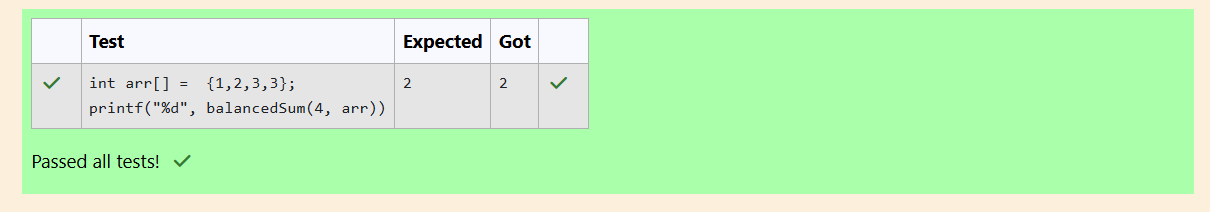 Test Expected Got
int arr[] =  {1,2,3,3}; 2 2
printf("%d", balancedSum(4, arr))
Passed all tests!